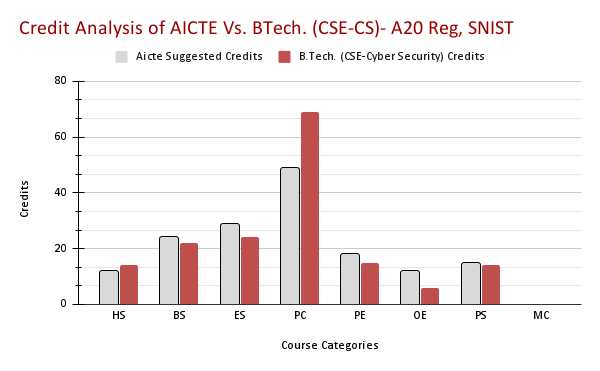 Credit Analysis of AICTE Vs. BTech. (CSE-CS)- A20 Reg, SNIST
Aicte Suggested Credits
B.Tech. (CSE-Cyber Security) Credits
80
60
40
20
0
Credits
HS BS ES PC PE OE PS MC
Course Categories